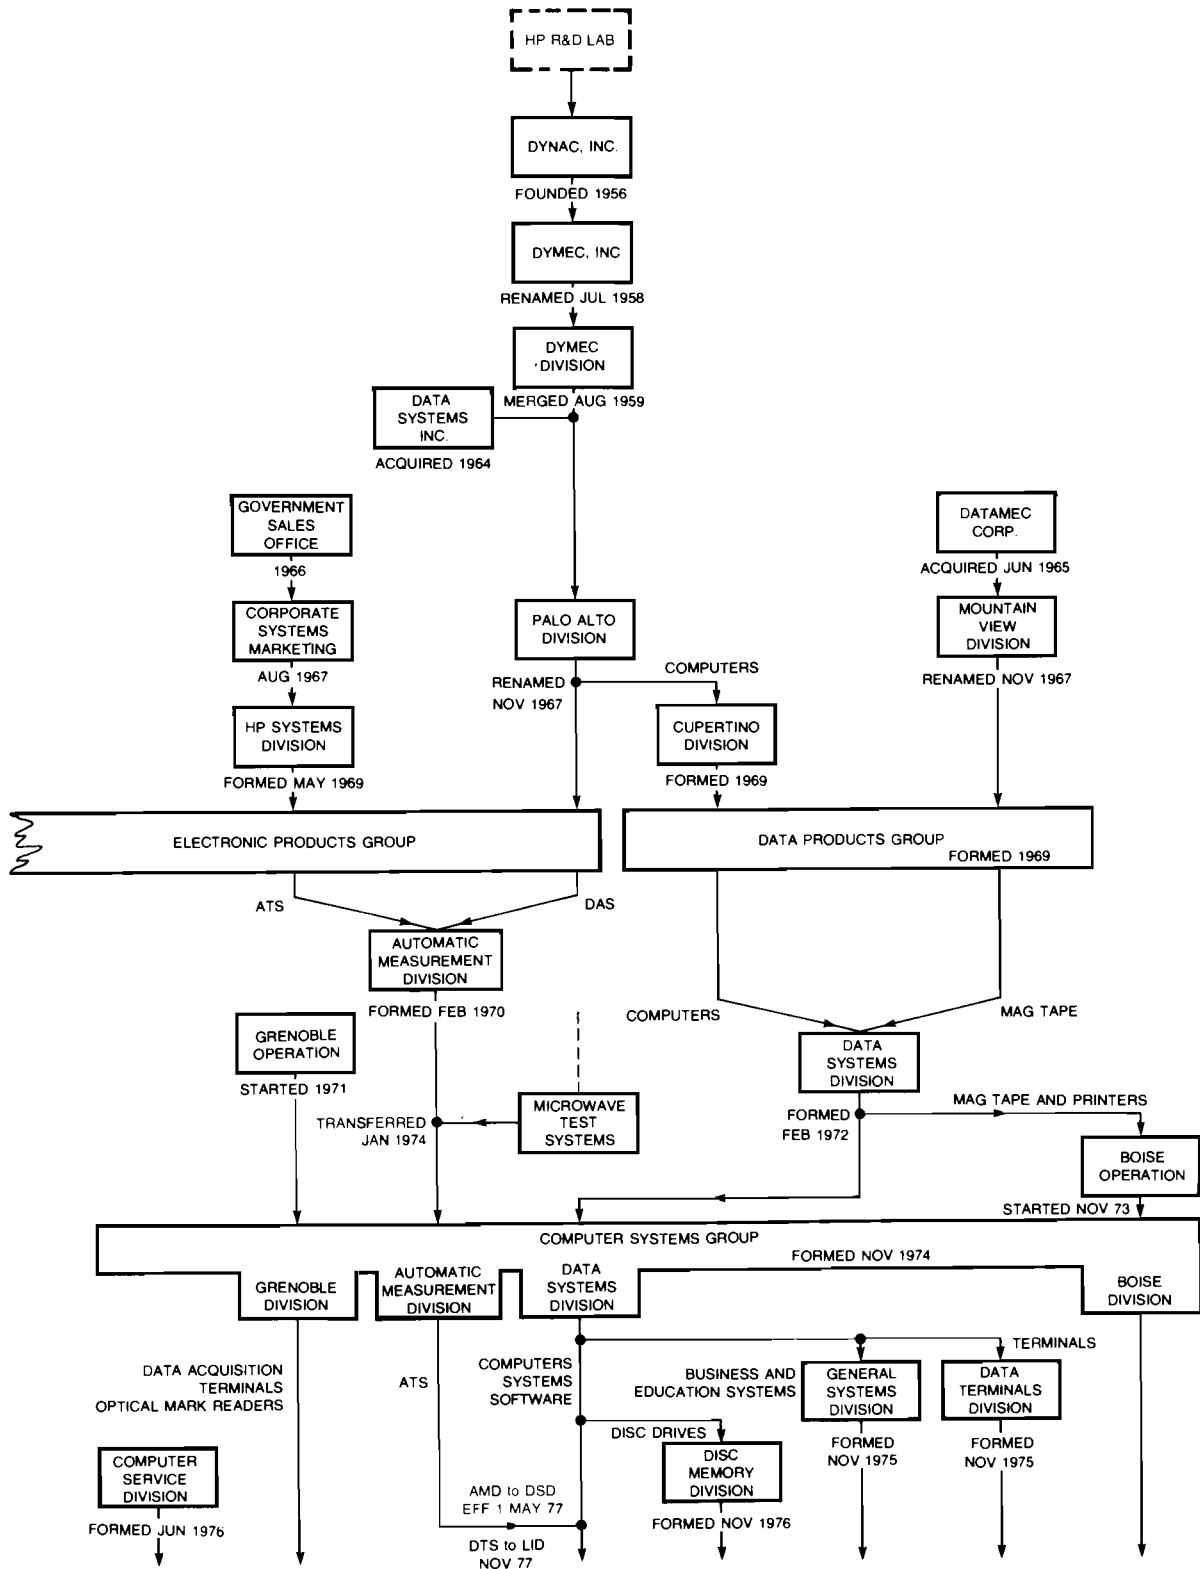 HP R&D LAB
DYNAC, INC.
FOUNDED 1956
DYMEC, INC
RENAMED JUL 1958
DYMEC
DIVISION
MERGED AUG 1959
DATA
SYSTEMS
INC.
ACQUIRED 1964
GOVERNMENT
SALES
OFFICE
1966
CORPORATE
SYSTEMS
MARKETING
AUG 1967
HP SYSTEMS
DIVISION
FORMED MAY 1969
PALO ALTO
DIVISION
RENAMED
NOV 1967
COMPUTERS
CUPERTINO
DIVISION
FORMED 1969
DATAMEC
CORP.
ACQUIRED JUN 1965
MOUNTAIN
VIEW
DIVISION
RENAMED NOV 1967
ELECTRONIC PRODUCTS GROUP
DATA PRODUCTS GROUP
FORMED 1969
ATS
DAS
AUTOMATIC
MEASUREMENT
DIVISION
FORMED FEB 1970
COMPUTERS
MAG TAPE
DATA
SYSTEMS
DIVISION
FORMED
FEB 1972
GRENOBLE
OPERATION
STARTED 1971
TRANSFERRED
JAN 1974
MICROWAVE
TEST
SYSTEMS
MAG TAPE AND PRINTERS
BOISE
OPERATION
STARTED NOV 73
COMPUTER SYSTEMS GROUP
FORMED NOV 1974
GRENOBLE
DIVISION
AUTOMATIC
MEASUREMENT
DIVISION
DATA
SYSTEMS
DIVISION
BOISE
DIVISION
DATA ACQUISITION
TERMINALS
OPTICAL MARK READERS
ATS
COMPUTERS
SYSTEMS
SOFTWARE
BUSINESS AND
EDUCATION SYSTEMS
GENERAL
SYSTEMS
DIVISION
FORMED
NOV 1975
TERMINALS
DATA
TERMINALS
DIVISION
FORMED
NOV 1975
DISC DRIVES
DISC
MEMORY
DIVISION
FORMED NOV 1976
COMPUTER
SERVICE
DIVISION
FORMED JUN 1976
AMD to DSD
EFF 1 MAY 77
DTS to LID
NOV 77